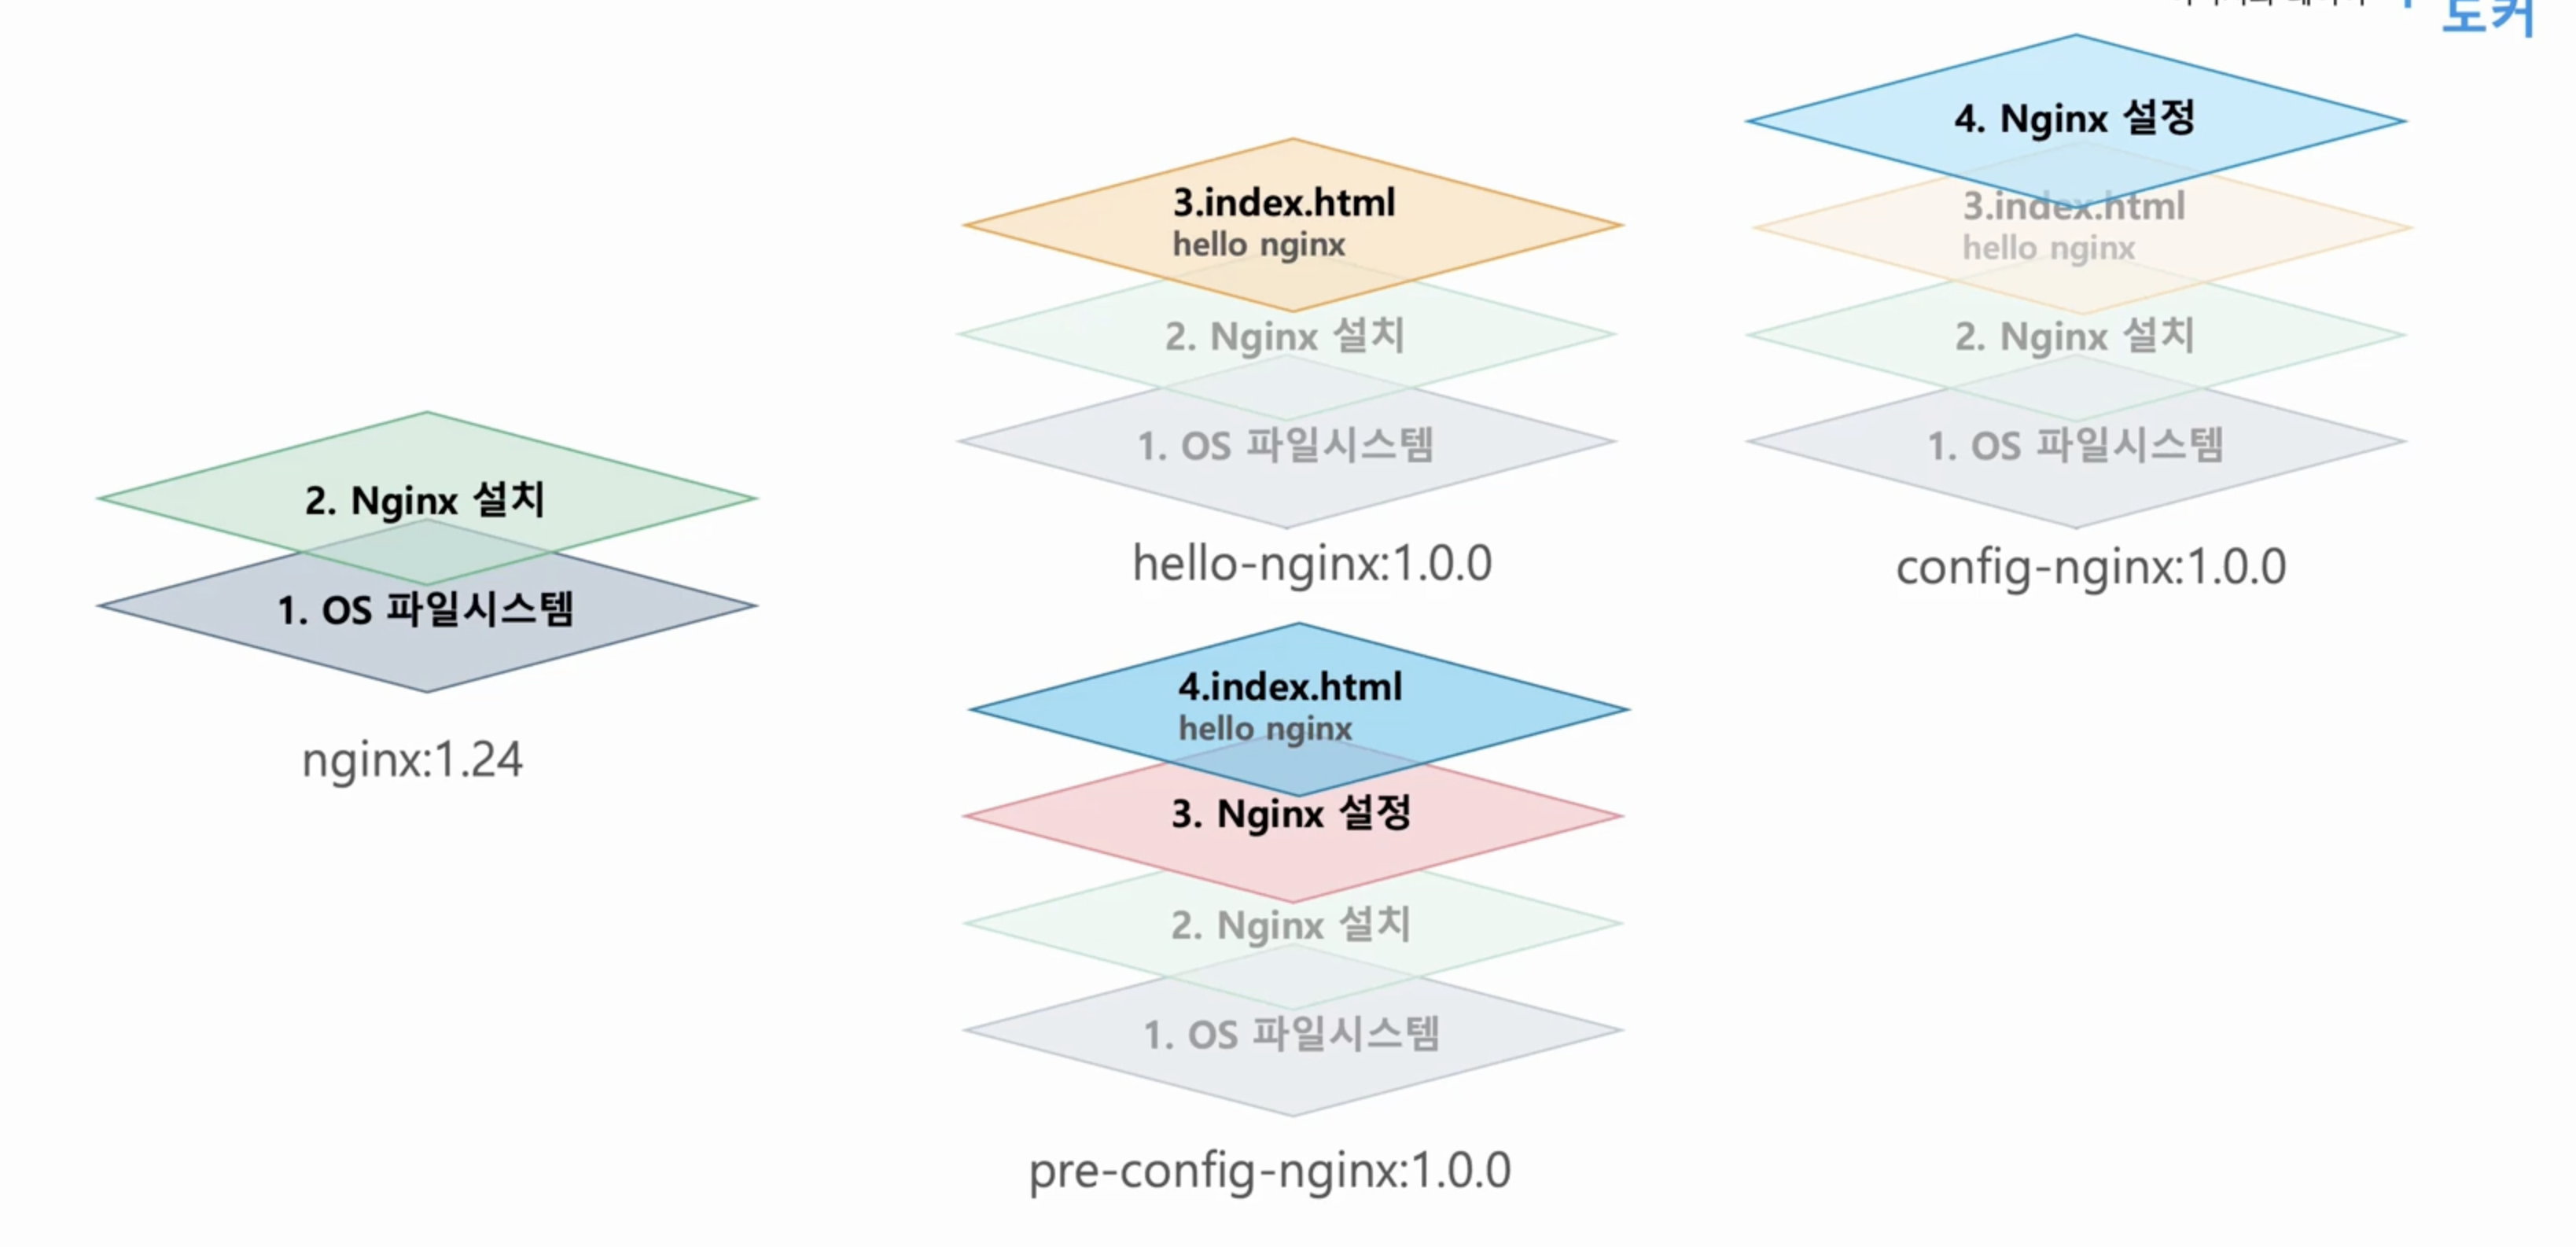 도커
4. Nginx 설정
3.index.html
hello nginx
2. Nginx 설치
1. OS 파일시스템
config-nginx:1.0.0
3.index.html
hello nginx
2. Nginx 설치
1. OS 파일시스템
hello-nginx:1.0.0
2. Nginx 설치
1. OS 파일시스템
nginx:1.24
4.index.html
hello nginx
3. Nginx 설정
2. Nginx 설치
1. OS 파일시스템
pre-config-nginx:1.0.0